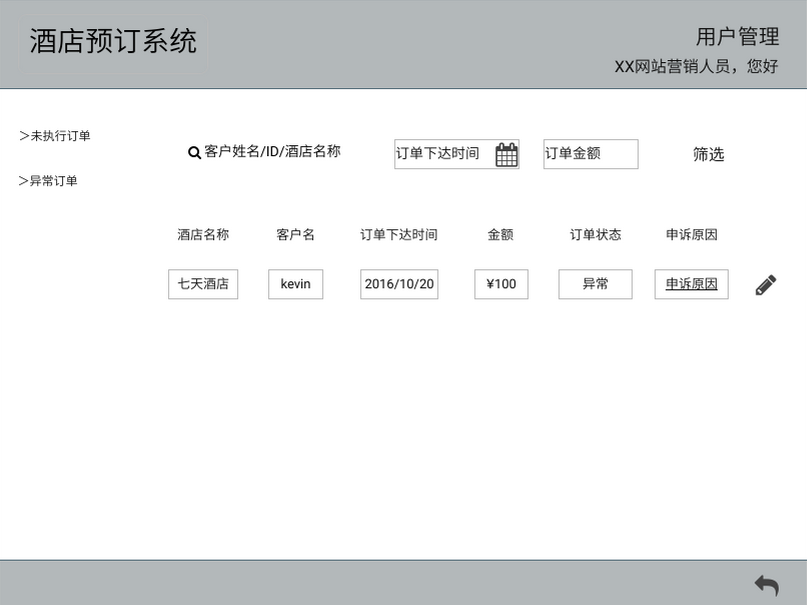 酒店预订系统
用户管理
XX网站营销人员，您好
>未执行订单
>异常订单
客户姓名/ID/酒店名称
订单下达时间
订单金额
筛选
酒店名称 客户名 订单下达时间 金额 订单状态 申诉原因
七天酒店 kevin 2016/10/20 ¥100 异常 申诉原因